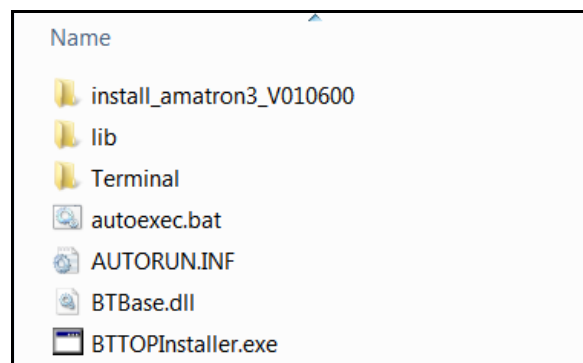 Name
install_amatron3_V010600
lib
Terminal
autoexec.bat
AUTORUN.INF
BTBase.dll
BTTOPInstaller.exe